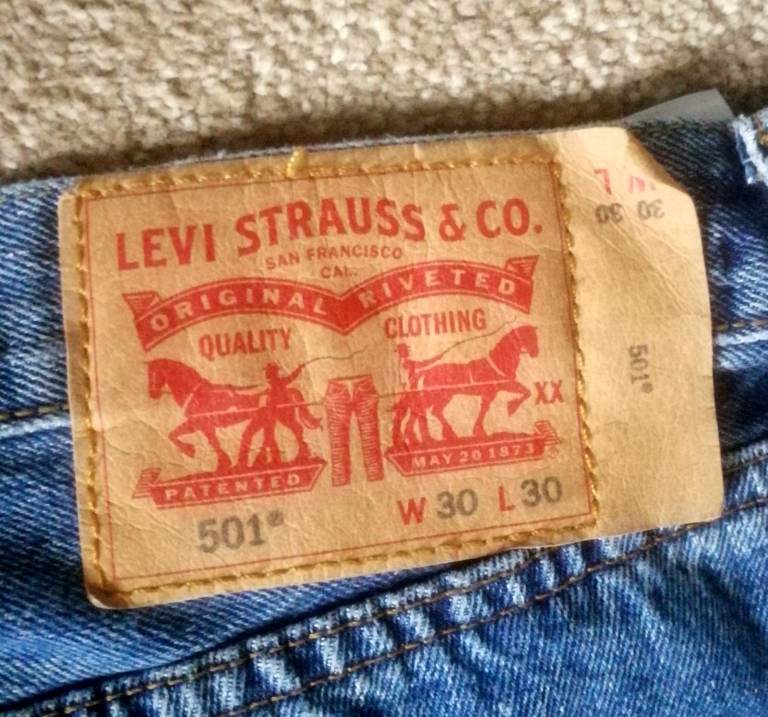 LEVI STRAUSS & CO.
SAN FRANCISCO
CAL.
ORIGINAL RIVETED
QUALITY CLOTHING
XX
PATENTED MAY 20 1873
501® W 30 L 30
W L
30 30
501®